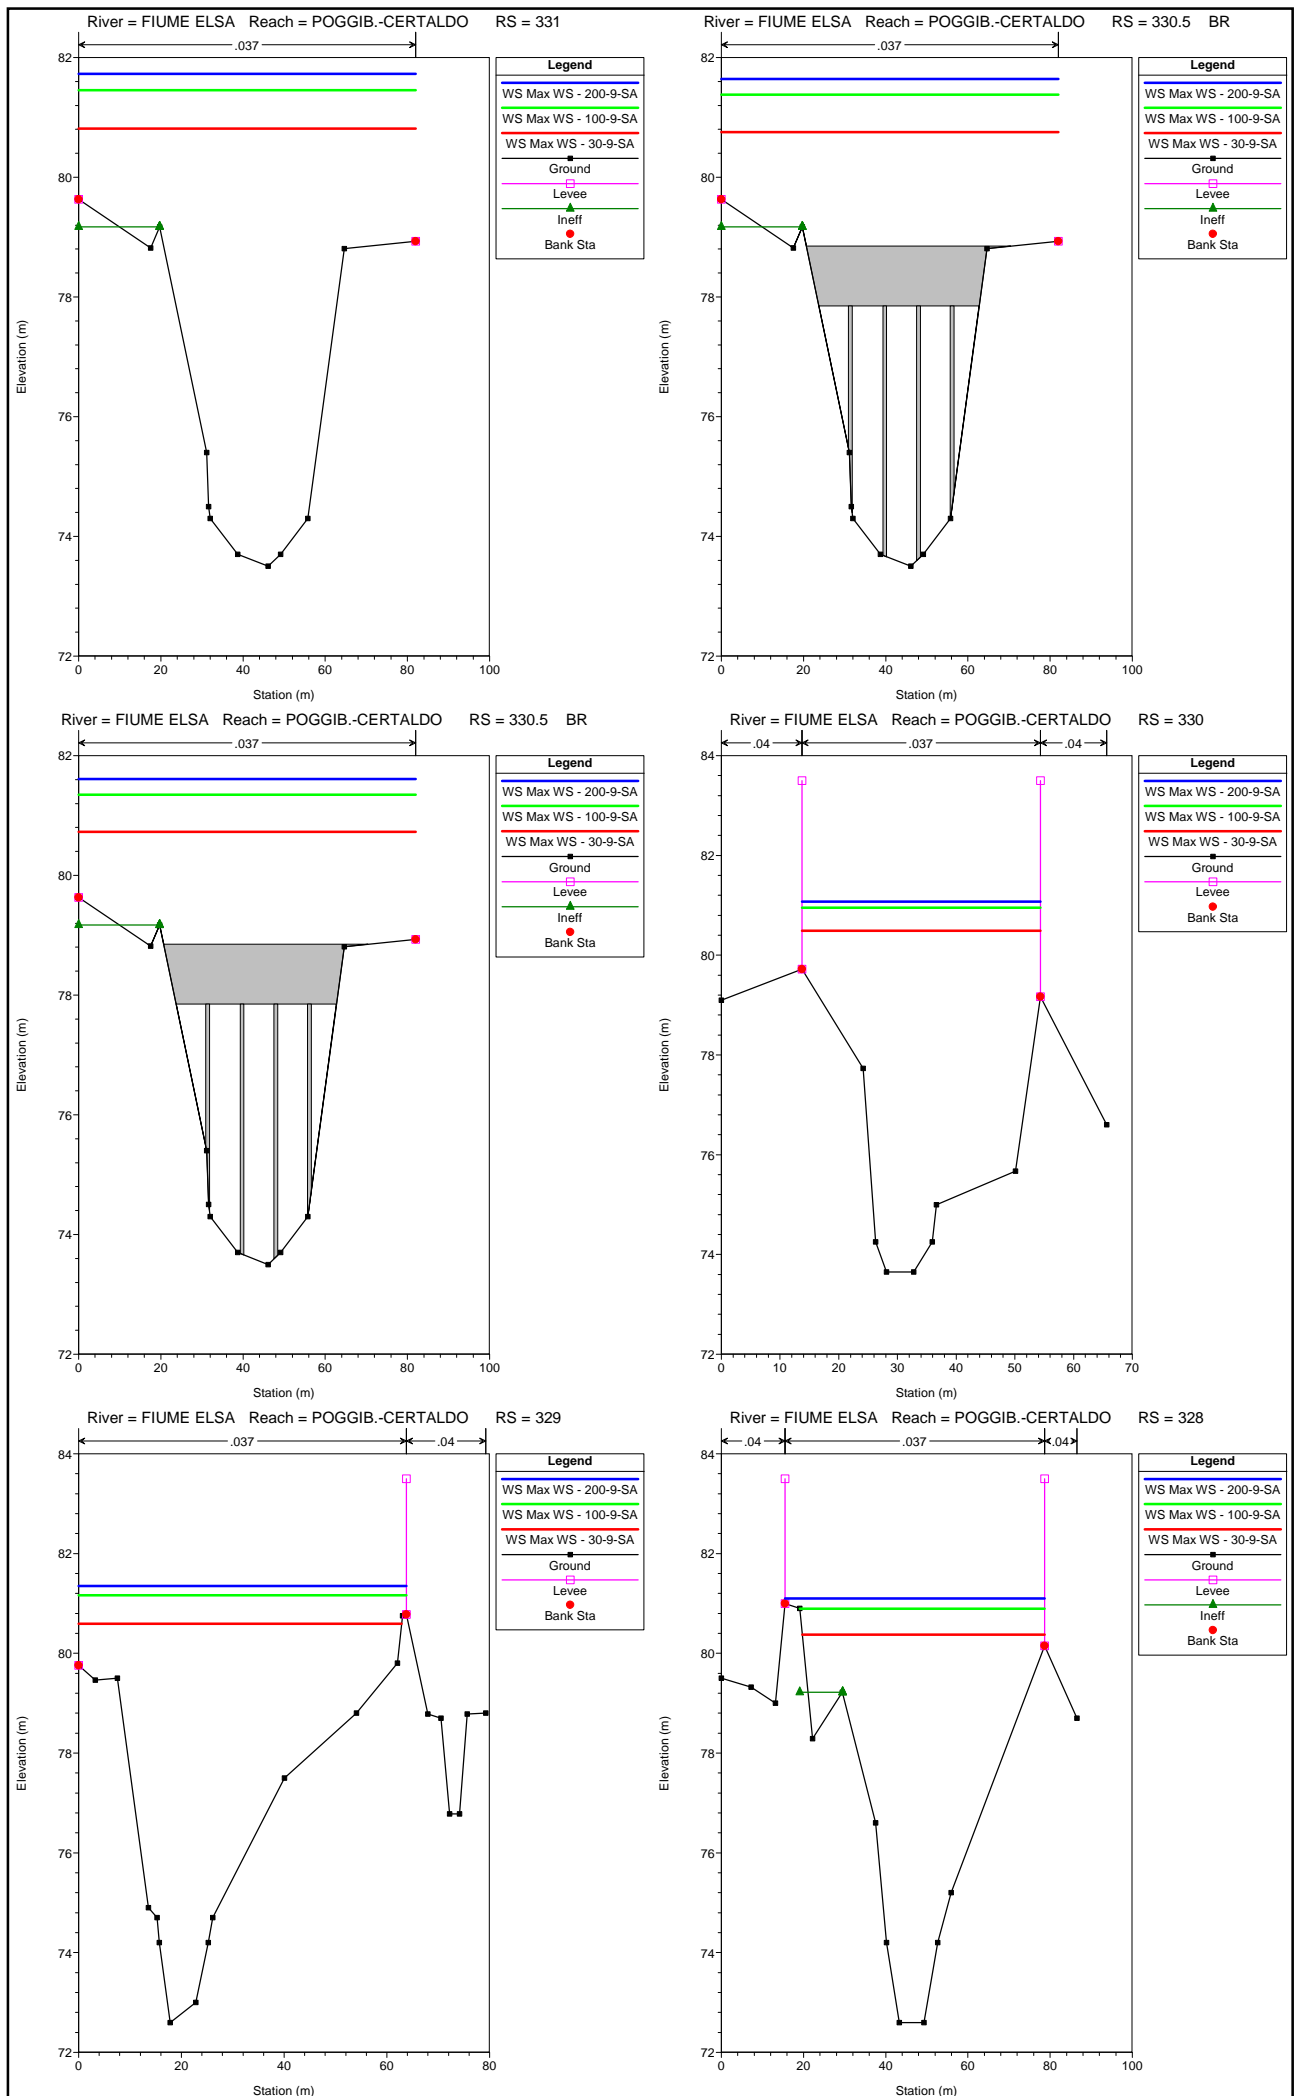 River = FIUME ELSA Reach = POGGIB.-CERTALDO RS = 331
.037
82
80
78
76
74
72
Elevation (m)
0 20 40 60 80 100
Station (m)
Legend
WS Max WS - 200-9-SA
WS Max WS - 100-9-SA
WS Max WS - 30-9-SA
Ground
Levee
Ineff
Bank Sta
River = FIUME ELSA Reach = POGGIB.-CERTALDO RS = 330.5 BR
.037
82
80
78
76
74
72
Elevation (m)
0 20 40 60 80 100
Station (m)
Legend
WS Max WS - 200-9-SA
WS Max WS - 100-9-SA
WS Max WS - 30-9-SA
Ground
Levee
Ineff
Bank Sta
River = FIUME ELSA Reach = POGGIB.-CERTALDO RS = 330.5 BR
.037
82
80
78
76
74
72
Elevation (m)
0 20 40 60 80 100
Station (m)
Legend
WS Max WS - 200-9-SA
WS Max WS - 100-9-SA
WS Max WS - 30-9-SA
Ground
Levee
Ineff
Bank Sta
River = FIUME ELSA Reach = POGGIB.-CERTALDO RS = 330
.04 .037 .04
84
82
80
78
76
74
72
Elevation (m)
0 10 20 30 40 50 60 70
Station (m)
Legend
WS Max WS - 200-9-SA
WS Max WS - 100-9-SA
WS Max WS - 30-9-SA
Ground
Levee
Bank Sta
River = FIUME ELSA Reach = POGGIB.-CERTALDO RS = 329
.037 .04
84
82
80
78
76
74
72
Elevation (m)
0 20 40 60 80
Station (m)
Legend
WS Max WS - 200-9-SA
WS Max WS - 100-9-SA
WS Max WS - 30-9-SA
Ground
Levee
Bank Sta
River = FIUME ELSA Reach = POGGIB.-CERTALDO RS = 328
.04 .037 .04
84
82
80
78
76
74
72
Elevation (m)
0 20 40 60 80 100
Station (m)
Legend
WS Max WS - 200-9-SA
WS Max WS - 100-9-SA
WS Max WS - 30-9-SA
Ground
Levee
Ineff
Bank Sta